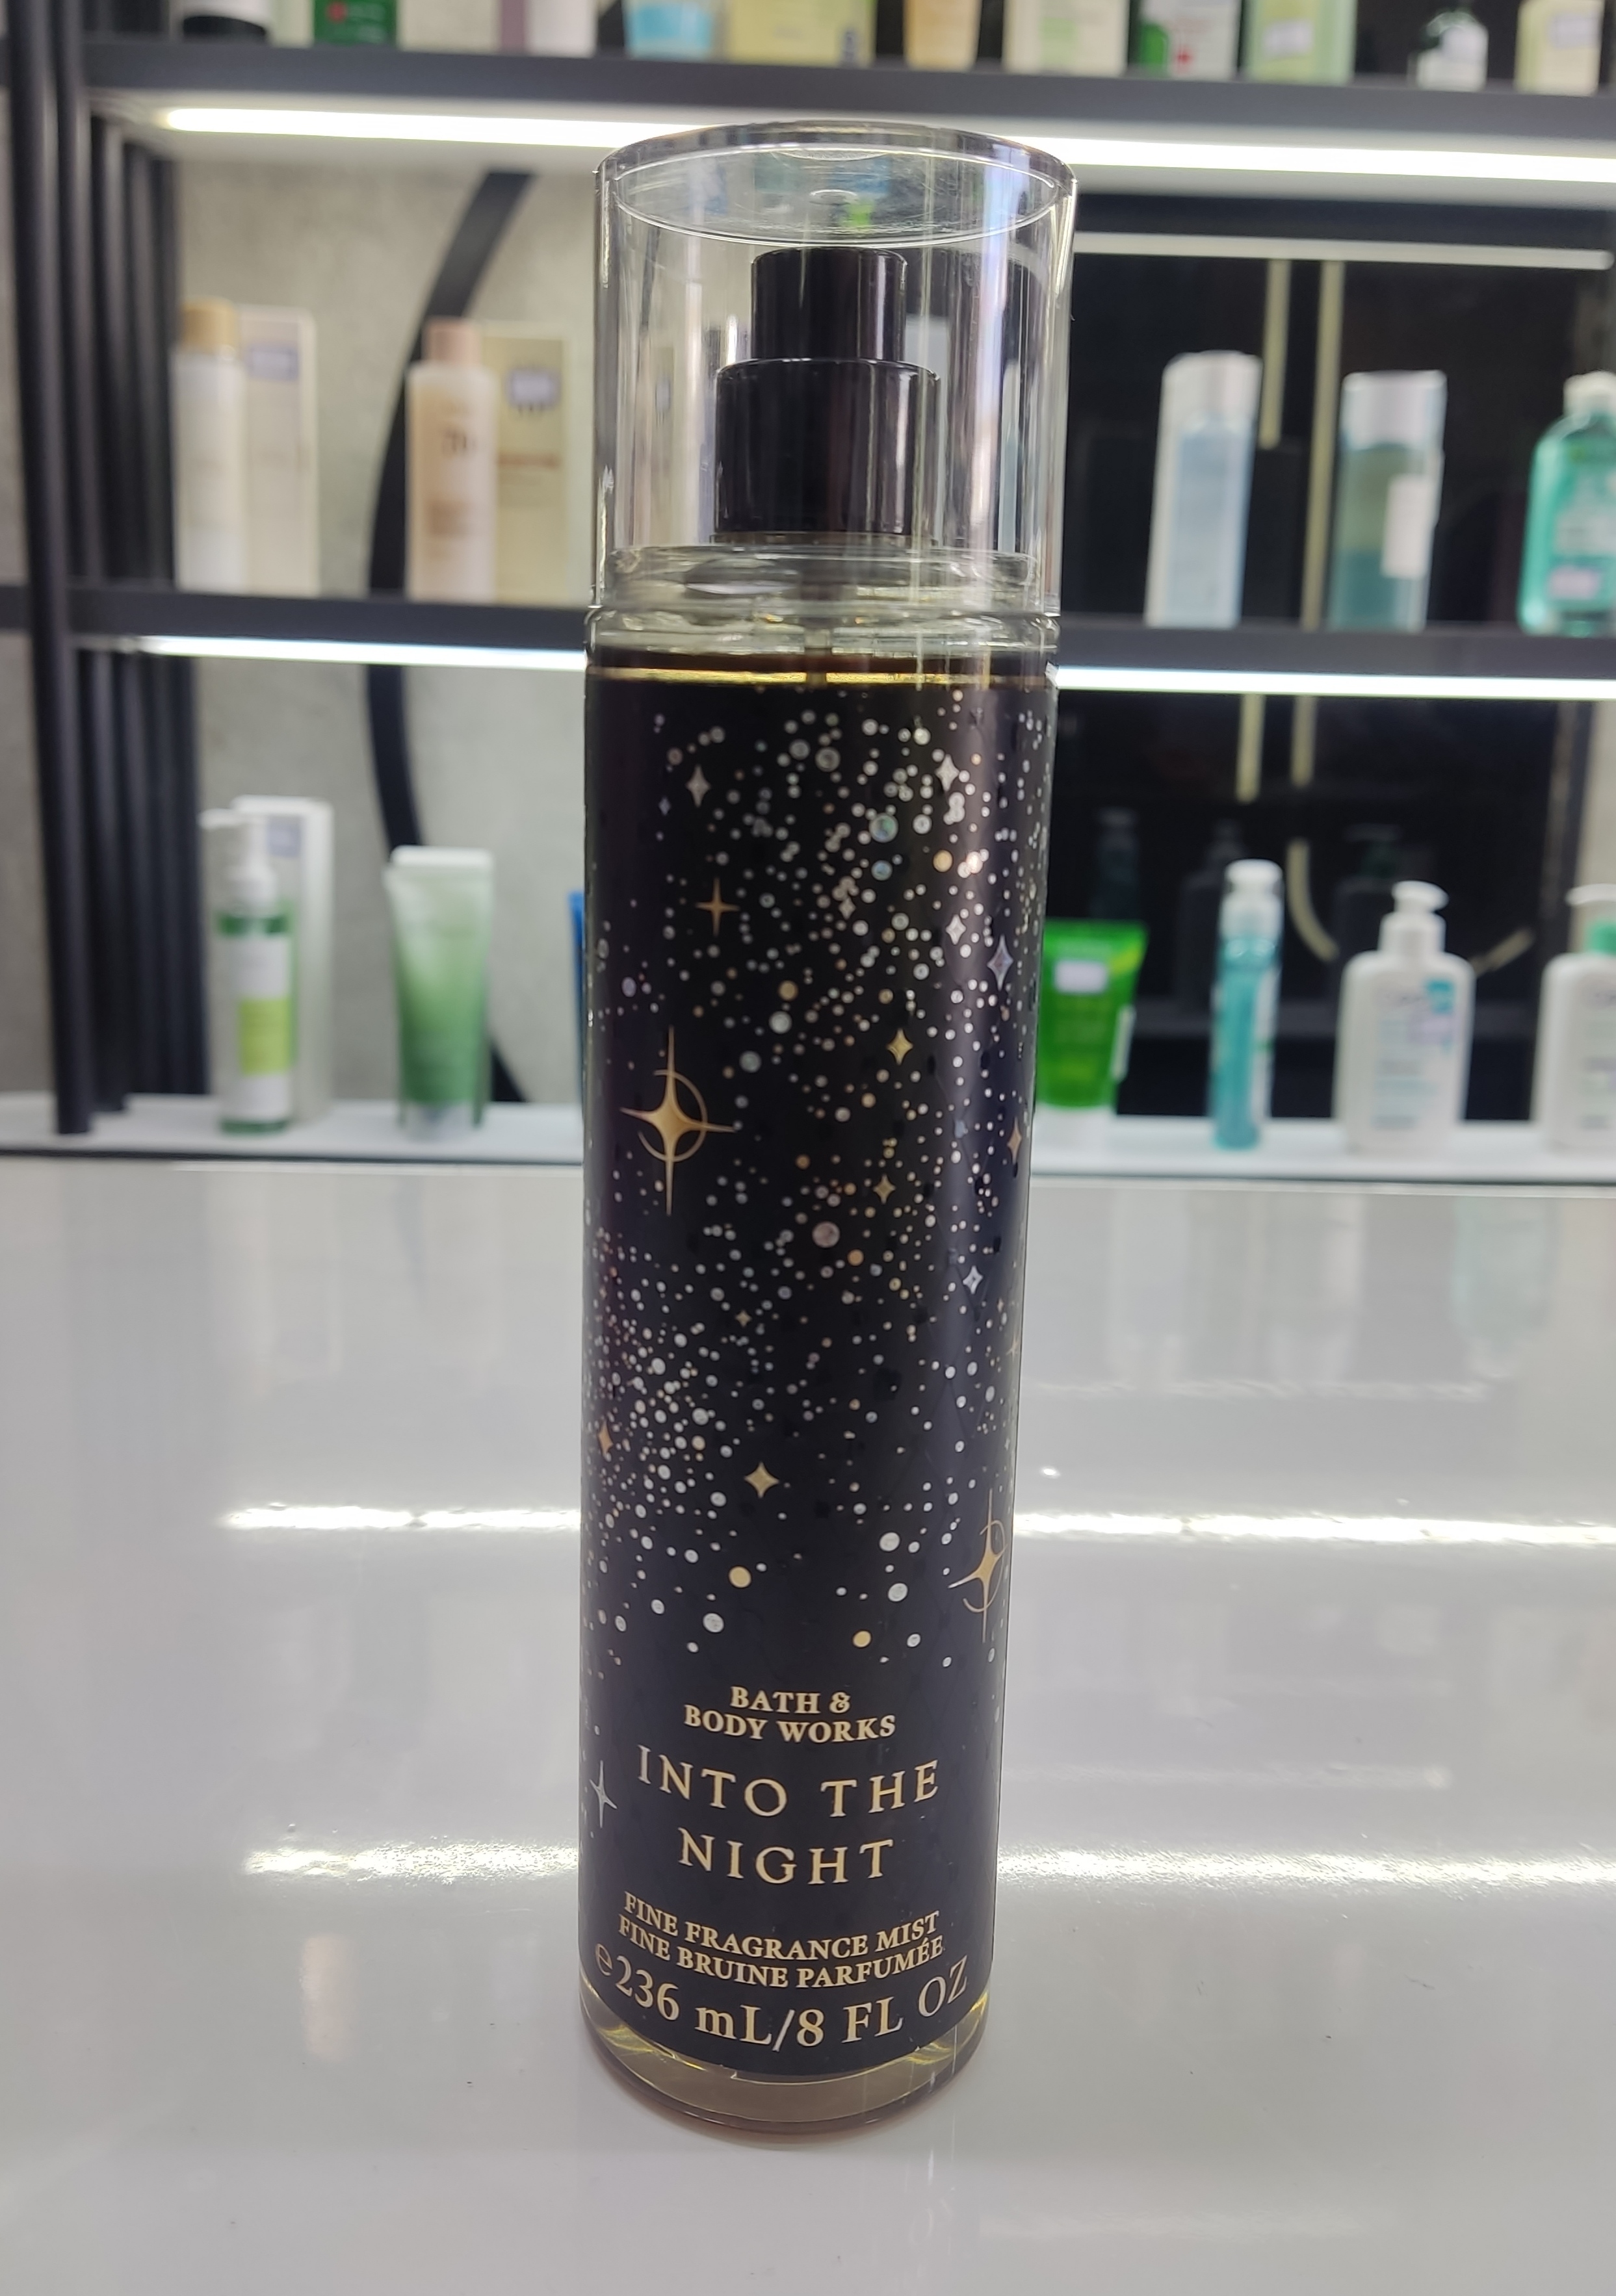 BATH &
BODY WORKS
INTO THE
NIGHT
FINE FRAGRANCE MIST
FINE BRUINE PARFUMÉE
℮236 mL/8 FL OZ